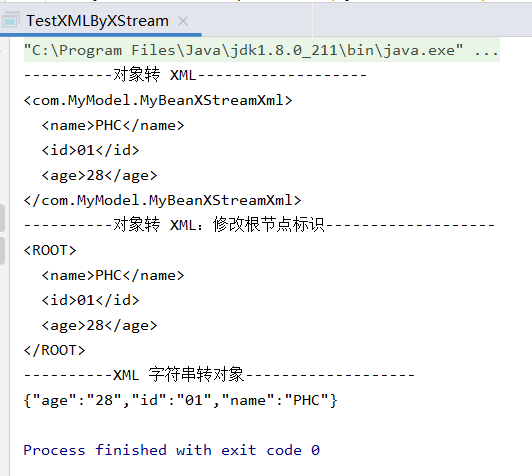 TestXMLByXStream ×
"C:\Program Files\Java\jdk1.8.0_211\bin\java.exe" ...
----------对象转 XML-------------------
<com.MyModel.MyBeanXStreamXml>
  <name>PHC</name>
  <id>01</id>
  <age>28</age>
</com.MyModel.MyBeanXStreamXml>
----------对象转 XML：修改根节点标识-------------------
<ROOT>
  <name>PHC</name>
  <id>01</id>
  <age>28</age>
</ROOT>
----------XML 字符串转对象-------------------
{"age":"28","id":"01","name":"PHC"}
Process finished with exit code 0